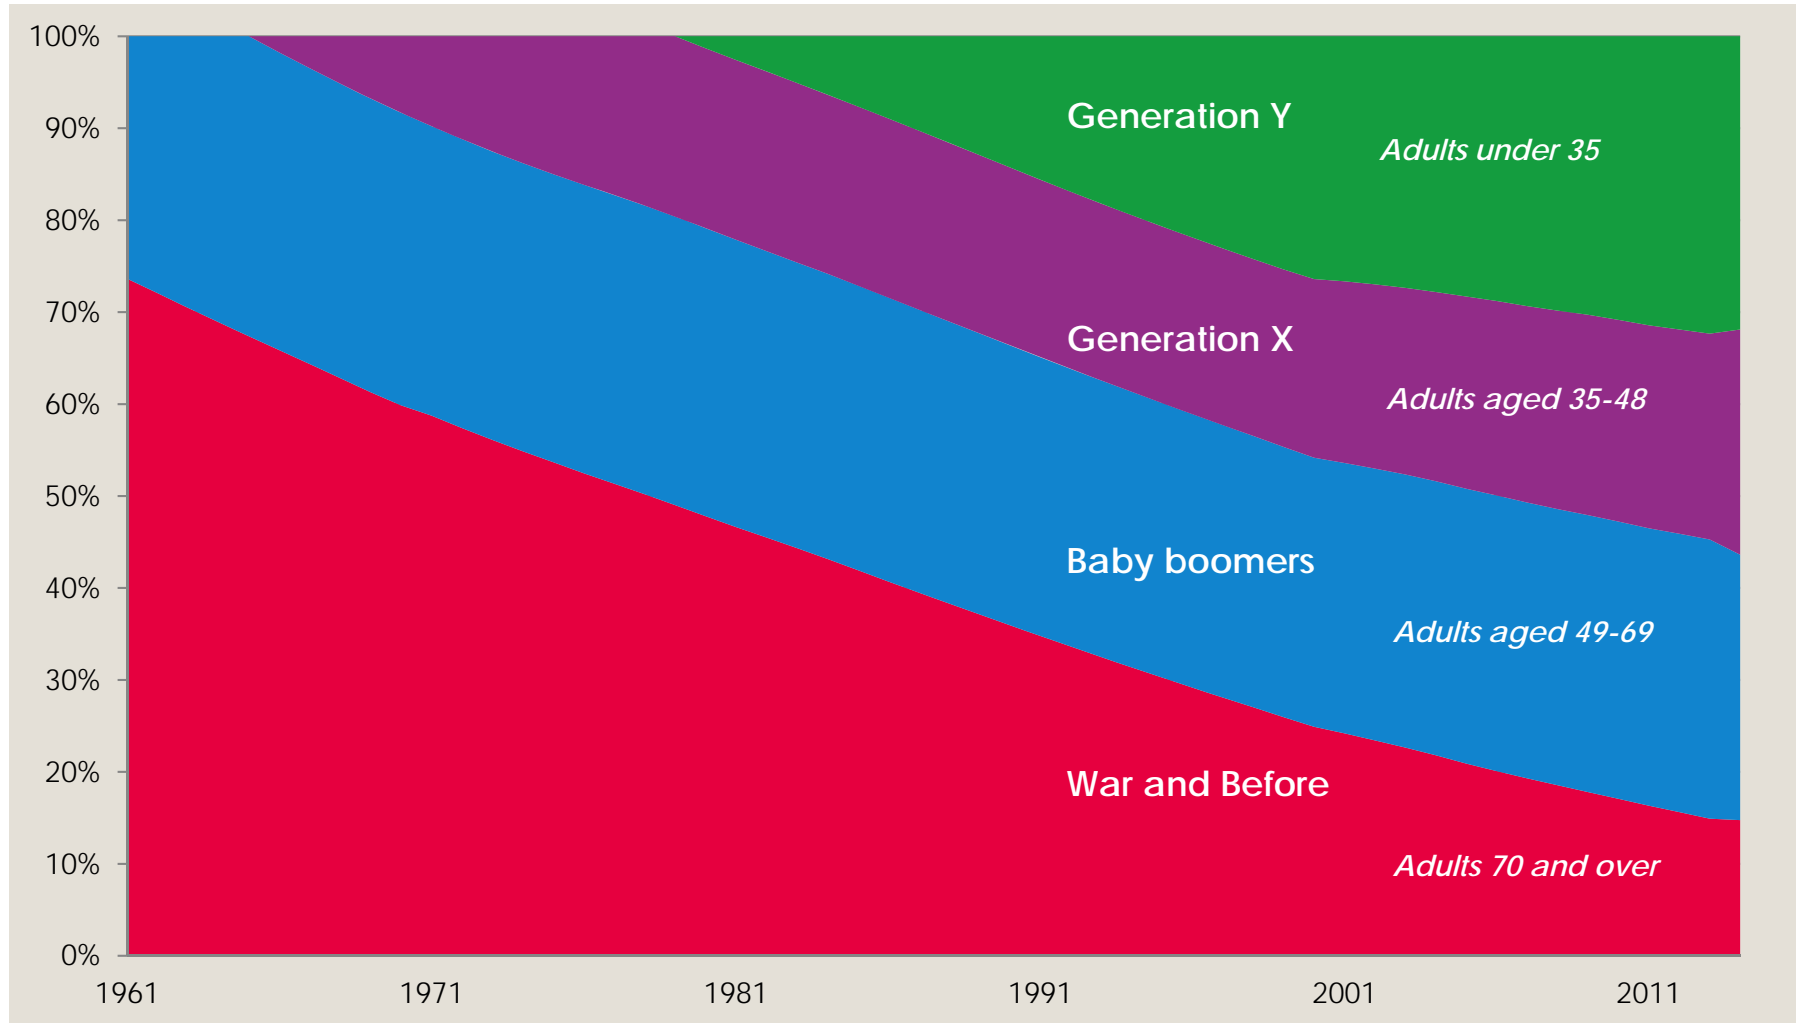 100%
90%
80%
70%
60%
50%
40%
30%
20%
10%
0%
Generation Y
Adults under 35
Generation X
Adults aged 35-48
Baby boomers
Adults aged 49-69
War and Before
Adults 70 and over
1961 1971 1981 1991 2001 2011